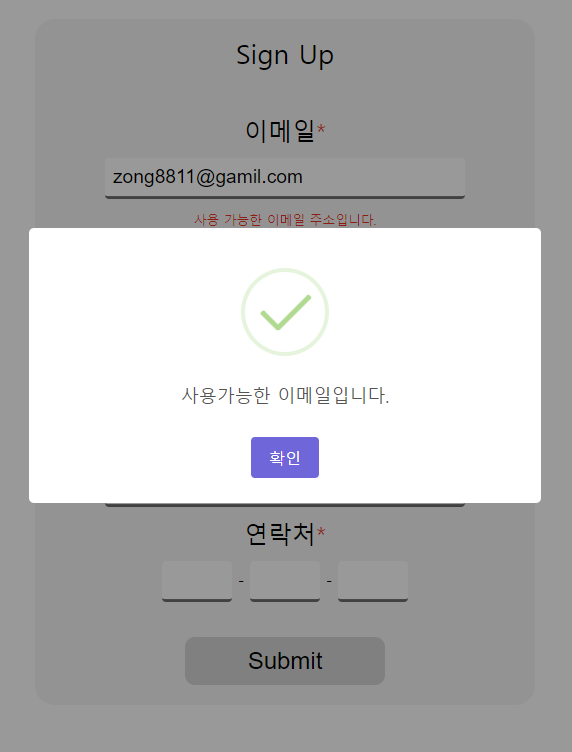 Sign Up
이메일*
zong8811@gamil.com
사용 가능한 이메일 주소입니다.
사용가능한 이메일입니다.
확인
연락처*
- -
Submit